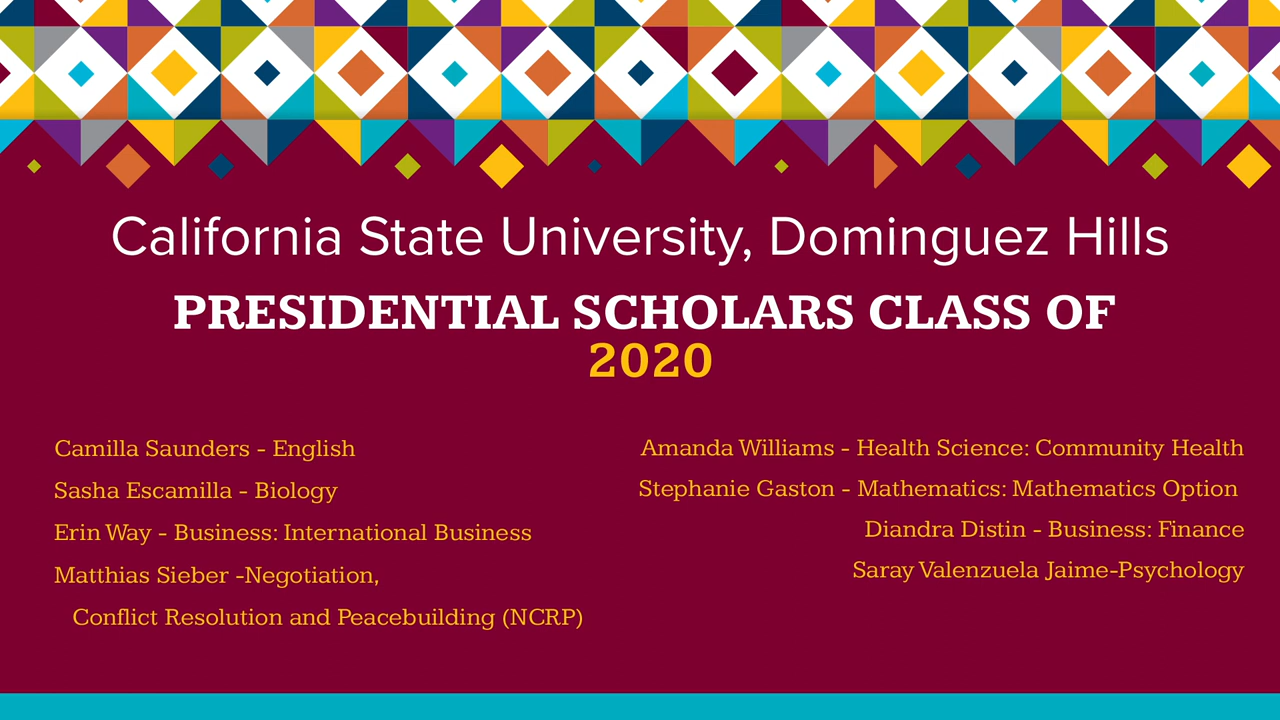 California State University, Dominguez Hills
PRESIDENTIAL SCHOLARS CLASS OF
2020
Camilla Saunders - English
Sasha Escamilla - Biology
Erin Way - Business: International Business
Matthias Sieber -Negotiation,
Conflict Resolution and Peacebuilding (NCRP)
Amanda Williams - Health Science: Community Health
Stephanie Gaston - Mathematics: Mathematics Option
Diandra Distin - Business: Finance
Saray Valenzuela Jaime-Psychology